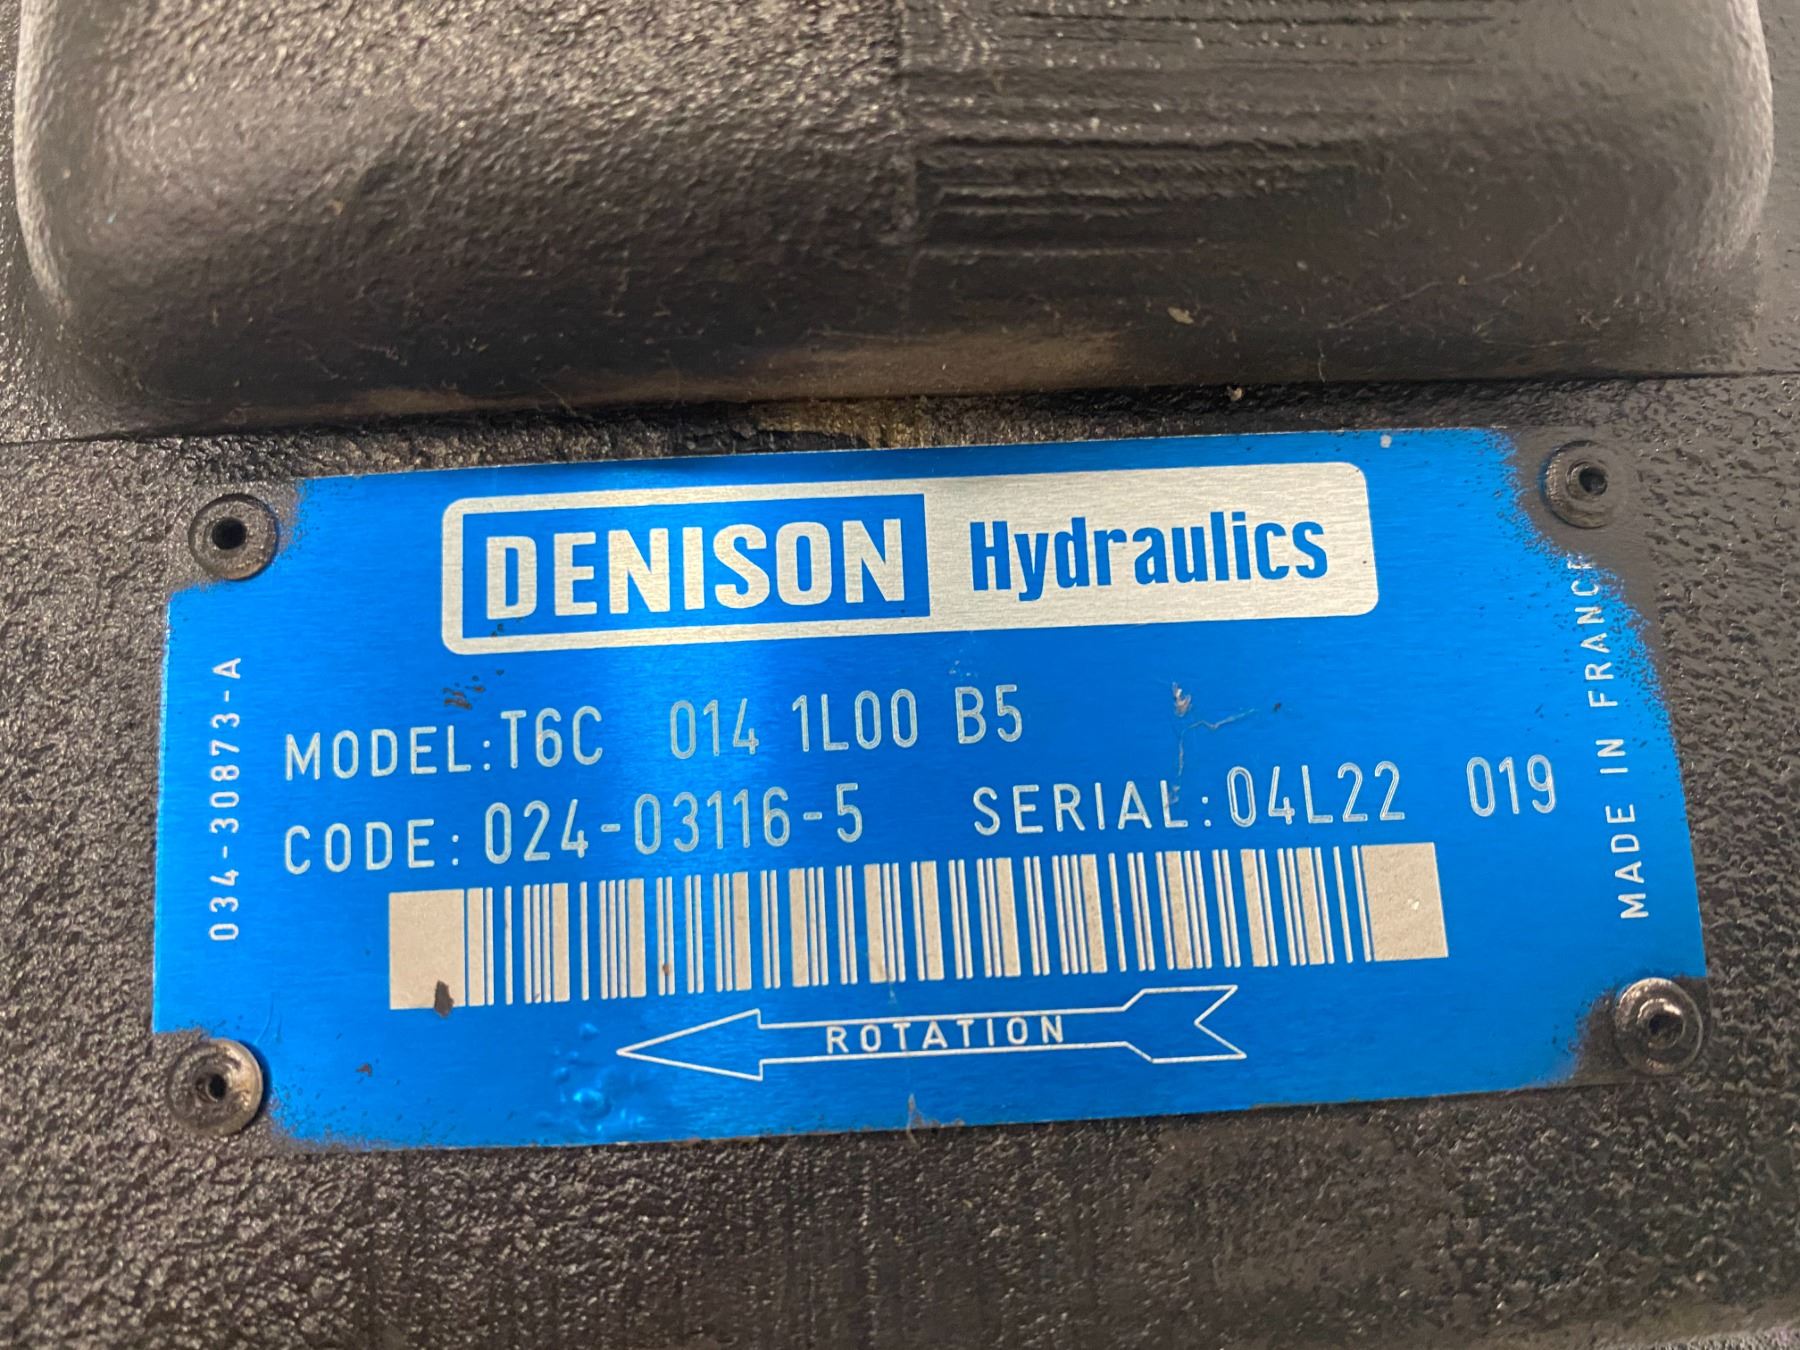 DENISON Hydraulics
MODEL: T6C 014 1L00 B5
CODE: 024-03116-5 SERIAL: 04L22 019
ROTATION
034-30873-A
MADE IN FRANCE